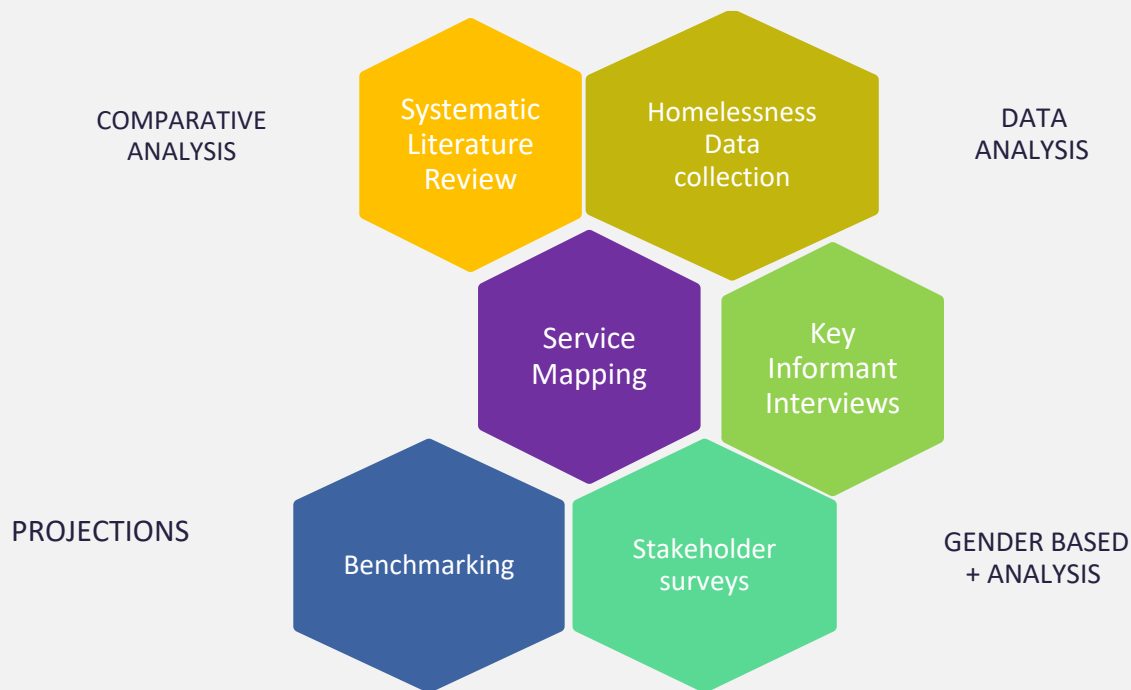 COMPARATIVE
ANALYSIS
Systematic
Literature
Review
Homelessness
Data
collection
DATA
ANALYSIS
Service
Mapping
Key
Informant
Interviews
PROJECTIONS
Benchmarking
Stakeholder
surveys
GENDER BASED
+ ANALYSIS